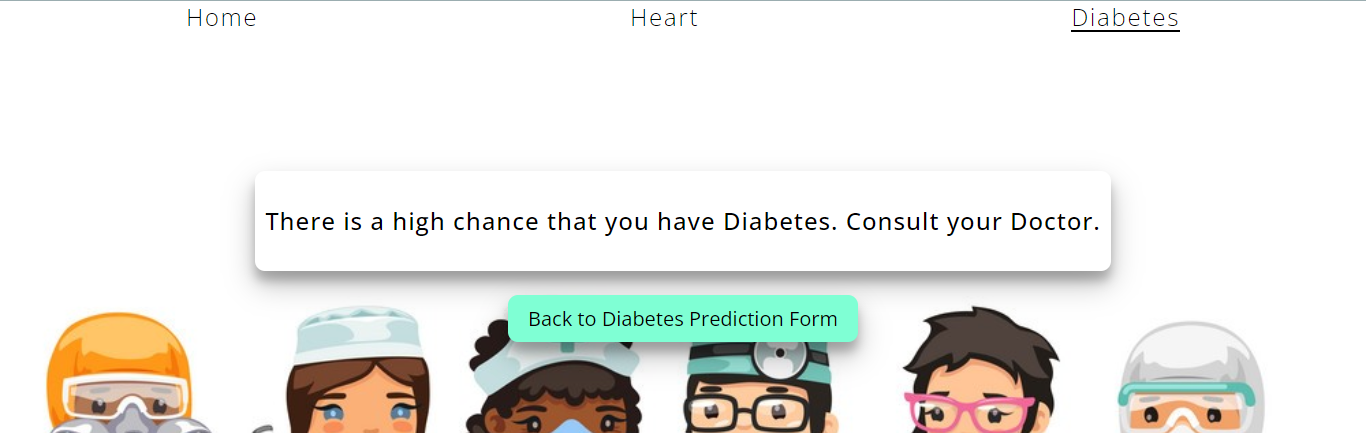 Home Heart Diabetes
There is a high chance that you have Diabetes. Consult your Doctor.
Back to Diabetes Prediction Form